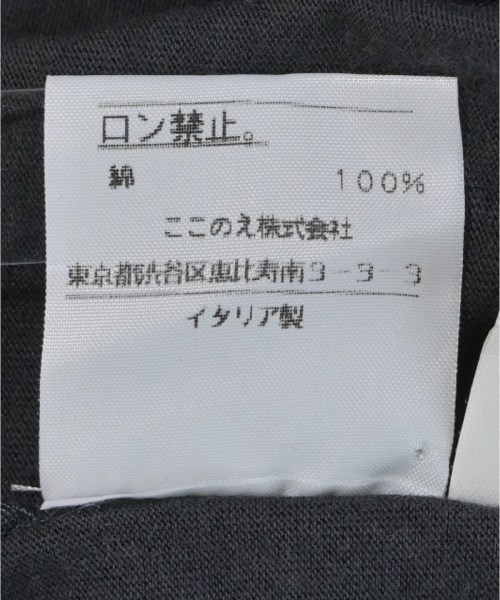 ロン禁止。
綿 100%
ここのえ株式会社
東京都渋谷区恵比寿南3-3-3
イタリア製